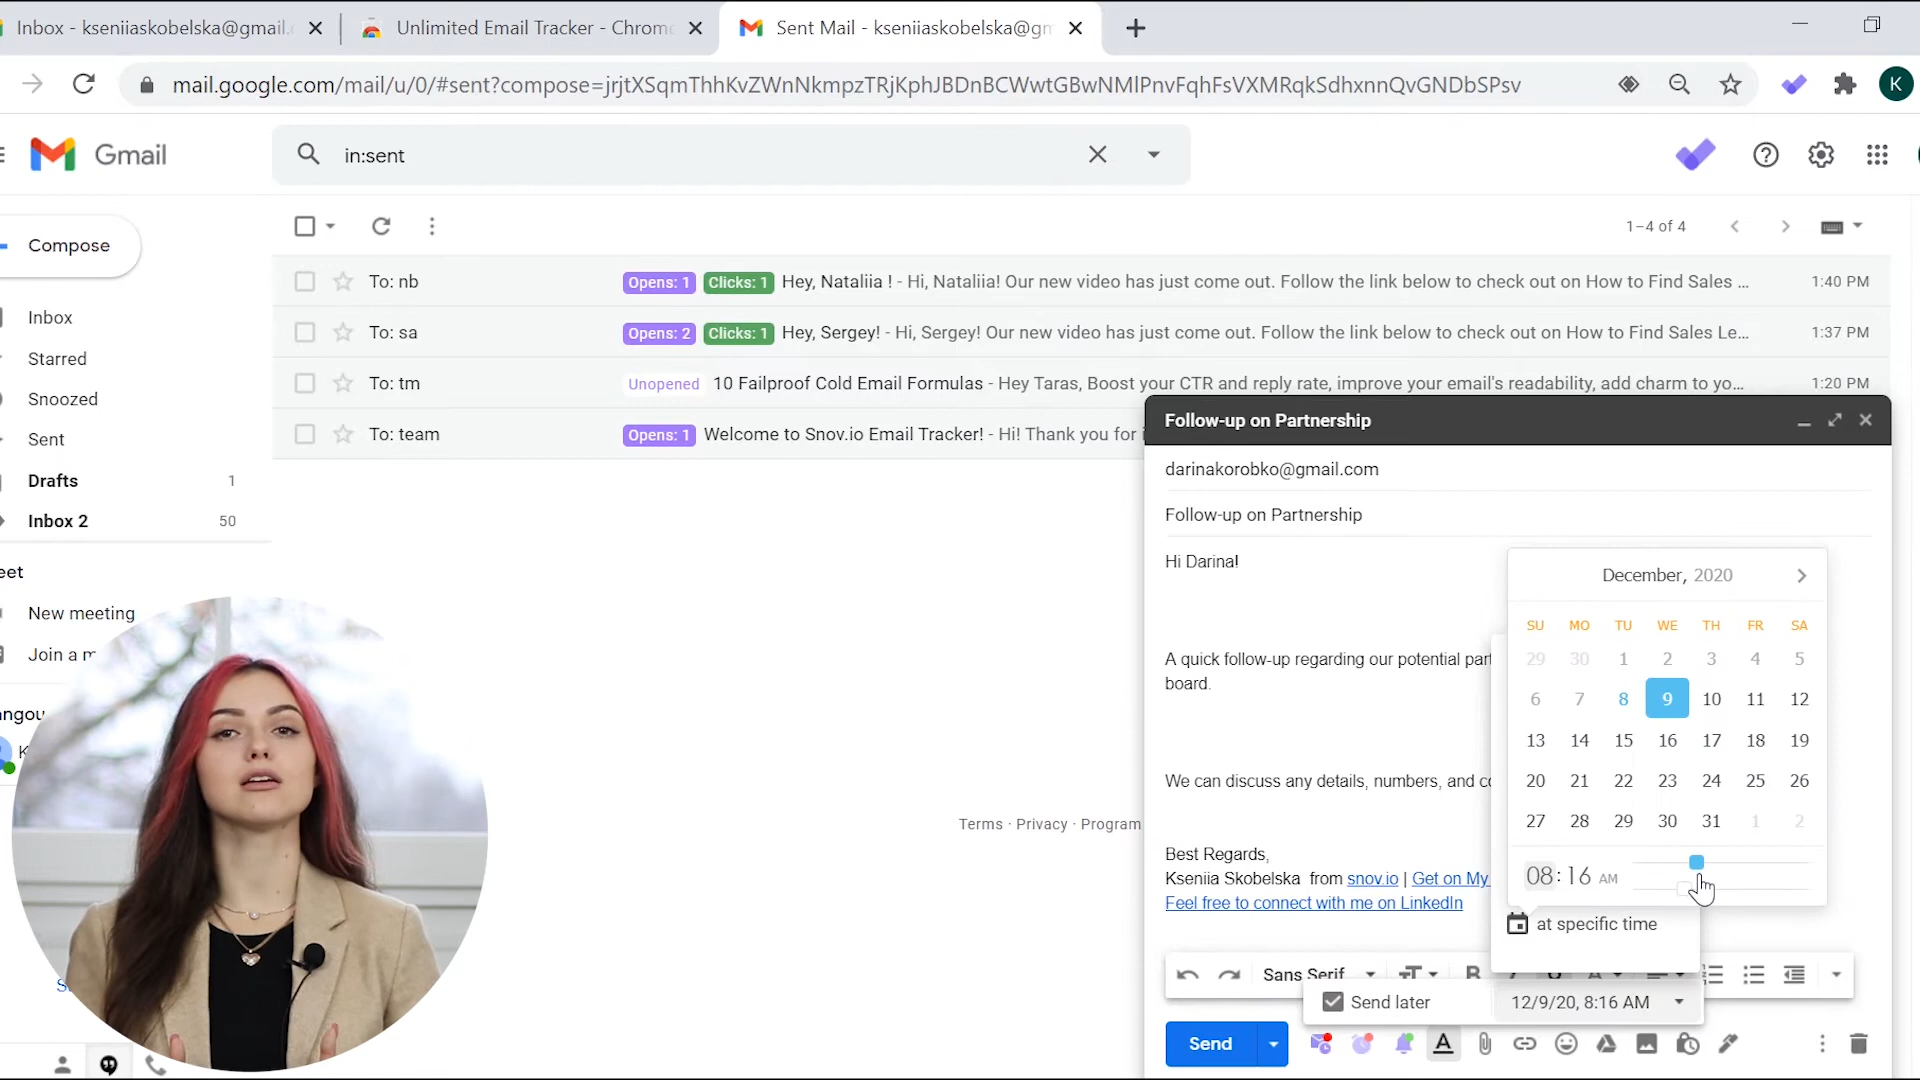 Inbox - kseniiaskobelska@gmail.
Unlimited Email Tracker - Chrome
Sent Mail - kseniiaskobelska@gm
mail.google.com/mail/u/0/#sent?compose=jrjtXSqmThhKvZWnNkmpzTRjKphJBDnBCWwtGBwNMlPnvFqhFsVXMRqkSdhxnnQvGNDbSPsv
K
Gmail
in:sent
Compose
1–4 of 4
To: nb Opens: 1 Clicks: 1 Hey, Nataliia ! - Hi, Nataliia! Our new video has just come out. Follow the link below to check out on How to Find Sales ... 1:40 PM
To: sa Opens: 2 Clicks: 1 Hey, Sergey! - Hi, Sergey! Our new video has just come out. Follow the link below to check out on How to Find Sales Le... 1:37 PM
To: tm Unopened 10 Failproof Cold Email Formulas - Hey Taras, Boost your CTR and reply rate, improve your email's readability, add charm to yo... 1:20 PM
To: team Opens: 1 Welcome to Snov.io Email Tracker! - Hi! Thank you for i
Inbox
Starred
Snoozed
Sent
Drafts 1
Inbox 2 50
eet
New meeting
Join a m
angou
K
Terms · Privacy · Program
Follow-up on Partnership
darinakorobko@gmail.com
Follow-up on Partnership
Hi Darina!
A quick follow-up regarding our potential part
board.
We can discuss any details, numbers, and co
Best Regards,
Kseniia Skobelska from snov.io | Get on My
Feel free to connect with me on LinkedIn
December, 2020
SU MO TU WE TH FR SA
29 30 1 2 3 4 5
6 7 8 9 10 11 12
13 14 15 16 17 18 19
20 21 22 23 24 25 26
27 28 29 30 31 1 2
08:16 AM
at specific time
Sans Serif
Send later 12/9/20, 8:16 AM
Send